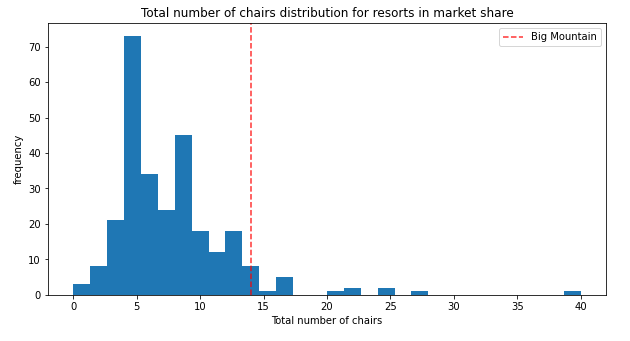 Total number of chairs distribution for resorts in market share
Big Mountain
frequency
70
60
50
40
30
20
10
0
0 5 10 15 20 25 30 35 40
Total number of chairs